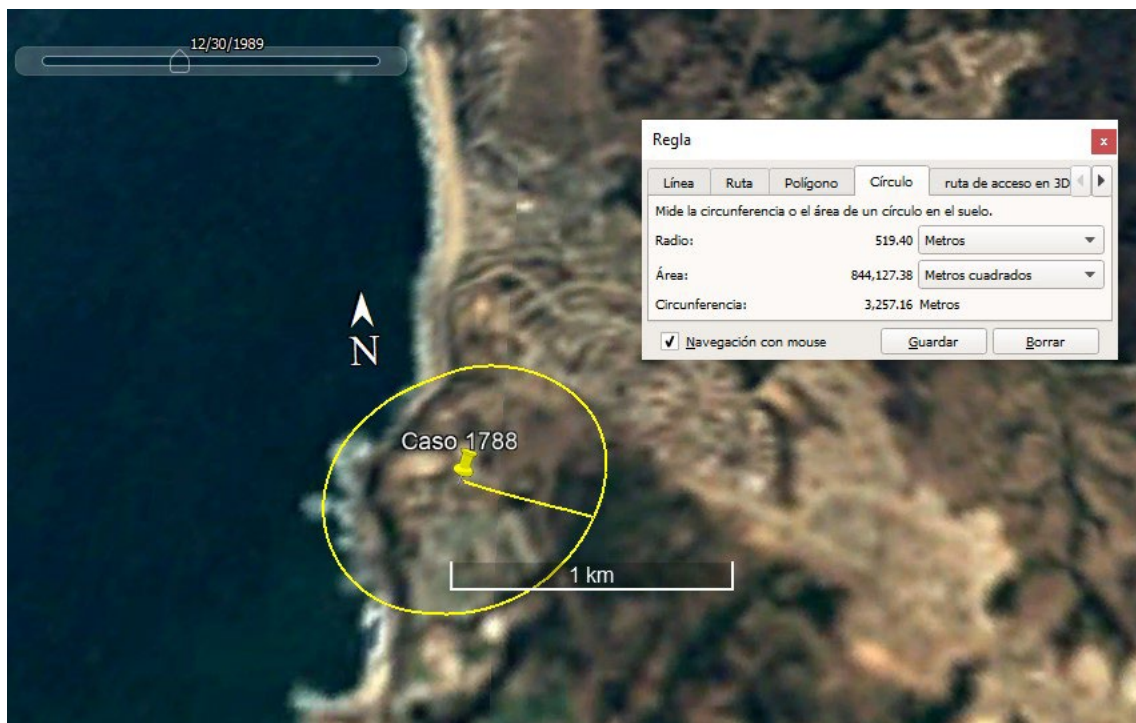 12/30/1989
Regla
x
Línea Ruta Polígono Círculo ruta de acceso en 3D
Mide la circunferencia o el área de un círculo en el suelo.
Radio: 519.40 Metros
Área: 844,127.38 Metros cuadrados
Circunferencia: 3,257.16 Metros
Navegación con mouse Guardar Borrar
N
Caso 1788
1 km